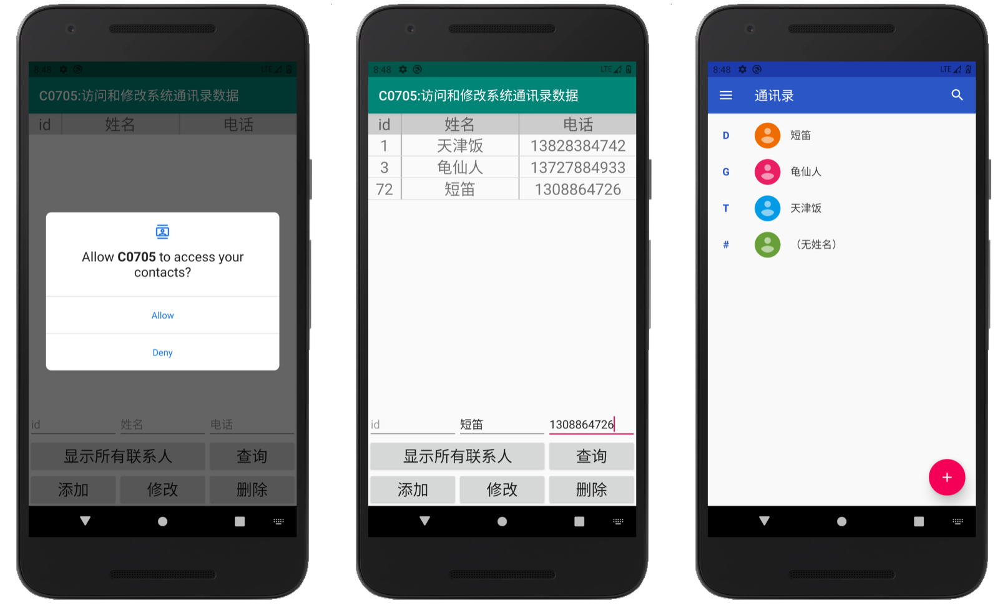 8:48
LTE
C0705:访问和修改系统通讯录数据
id 姓名 电话
Allow C0705 to access your
contacts?
Allow
Deny
id 姓名 电话
显示所有联系人 查询
添加 修改 删除
8:48
LTE
C0705:访问和修改系统通讯录数据
id 姓名 电话
1 天津饭 13828384742
3 龟仙人 13727884933
72 短笛 1308864726
id 短笛 1308864726
显示所有联系人 查询
添加 修改 删除
8:48
LTE
通讯录
D 短笛
G 龟仙人
T 天津饭
# （无姓名）
+